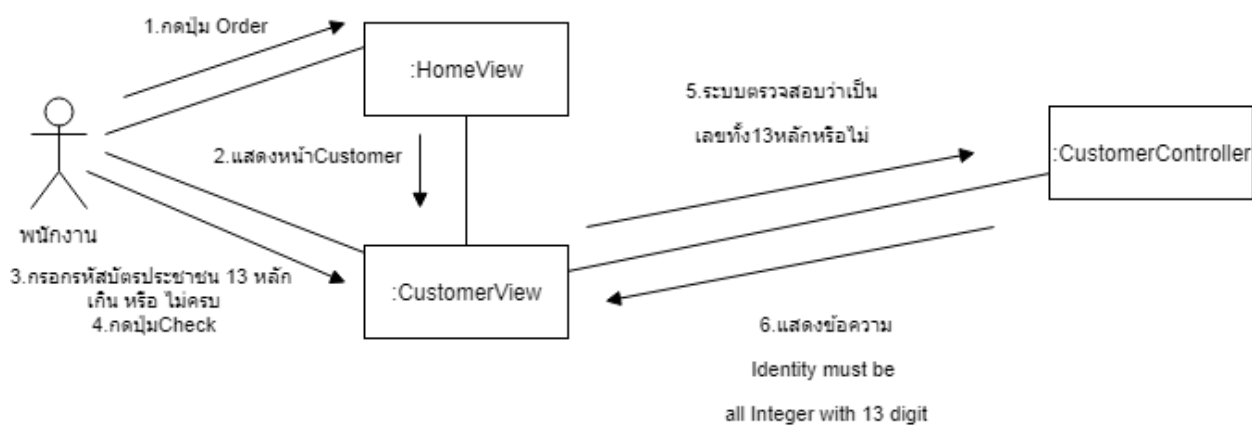 1.กดปุ่ม Order
:HomeView
2.แสดงหน้าCustomer
พนักงาน
3.กรอกรหัสบัตรประชาชน 13 หลัก
เกิน หรือ ไม่ครบ
4.กดปุ่มCheck
:CustomerView
5.ระบบตรวจสอบว่าเป็น
เลขทั้ง13หลักหรือไม่
:CustomerController
6.แสดงข้อความ
Identity must be
all Integer with 13 digit